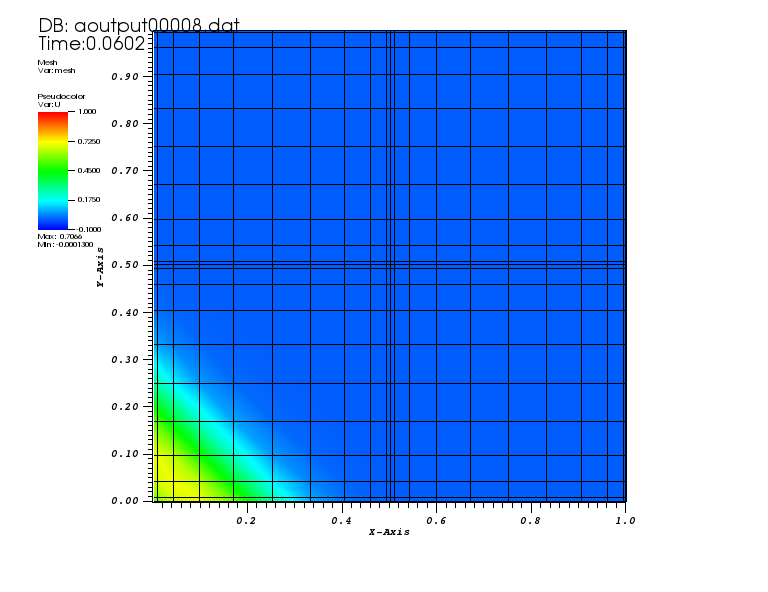 DB: aoutput00008.dat
Time:0.0602
Mesh
Var: mesh
Pseudocolor
Var: U
1.000
0.7250
0.4500
0.1750
-0.1000
Max: 0.7066
Min: -0.0001300
Y-Axis
0.90
0.80
0.70
0.60
0.50
0.40
0.30
0.20
0.10
0.00
0.2 0.4 0.6 0.8 1.0
X-Axis